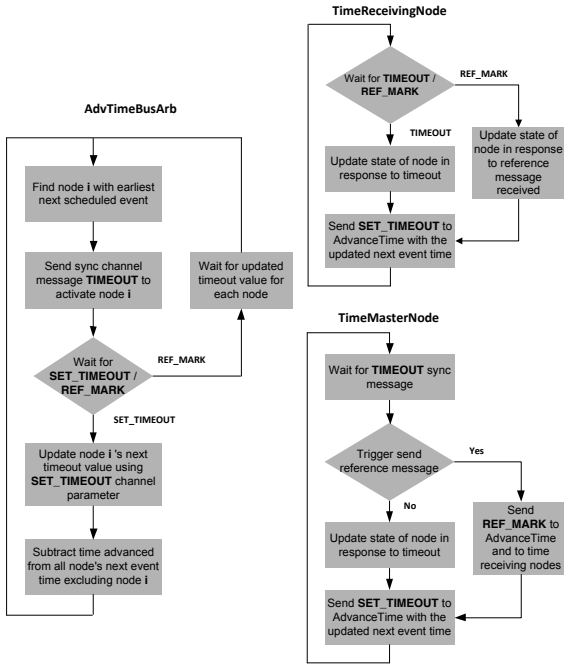 AdvTimeBusArb
Find node i with earliest
next scheduled event
Send sync channel
message TIMEOUT to
activate node i
Wait for updated
timeout value for
each node
Wait for
SET_TIMEOUT /
REF_MARK
REF_MARK
SET_TIMEOUT
Update node i 's next
timeout value using
SET_TIMEOUT channel
parameter
Subtract time advanced
from all node's next event
time excluding node i
TimeReceivingNode
Wait for TIMEOUT /
REF_MARK
REF_MARK
TIMEOUT
Update state of node in
response to timeout
Update state of
node in response
to reference
message
received
Send SET_TIMEOUT to
AdvanceTime with the
updated next event time
TimeMasterNode
Wait for TIMEOUT sync
message
Trigger send
reference message
Yes
No
Update state of node in
response to timeout
Send
REF_MARK to
AdvanceTime
and to time
receiving nodes
Send SET_TIMEOUT to
AdvanceTime with the
updated next event time